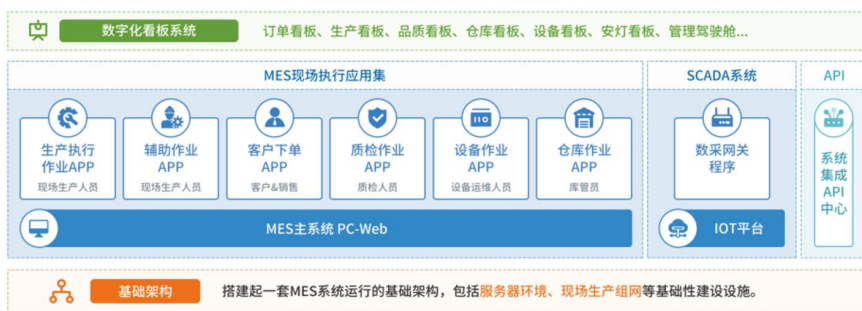 数字化看板系统
订单看板、生产看板、品质看板、仓库看板、设备看板、安灯看板、管理驾驶舱...
MES现场执行应用集
SCADA系统
API
生产执行
作业APP
现场生产人员
辅助作业
APP
现场生产人员
客户下单
APP
客户&销售
质检作业
APP
质检人员
设备作业
APP
设备运维人员
仓库作业
APP
库管员
数采网关
程序
系统
集成
API
中心
MES主系统 PC-Web
IOT平台
基础架构
搭建起一套MES系统运行的基础架构，包括服务器环境、现场生产组网等基础性建设设施。